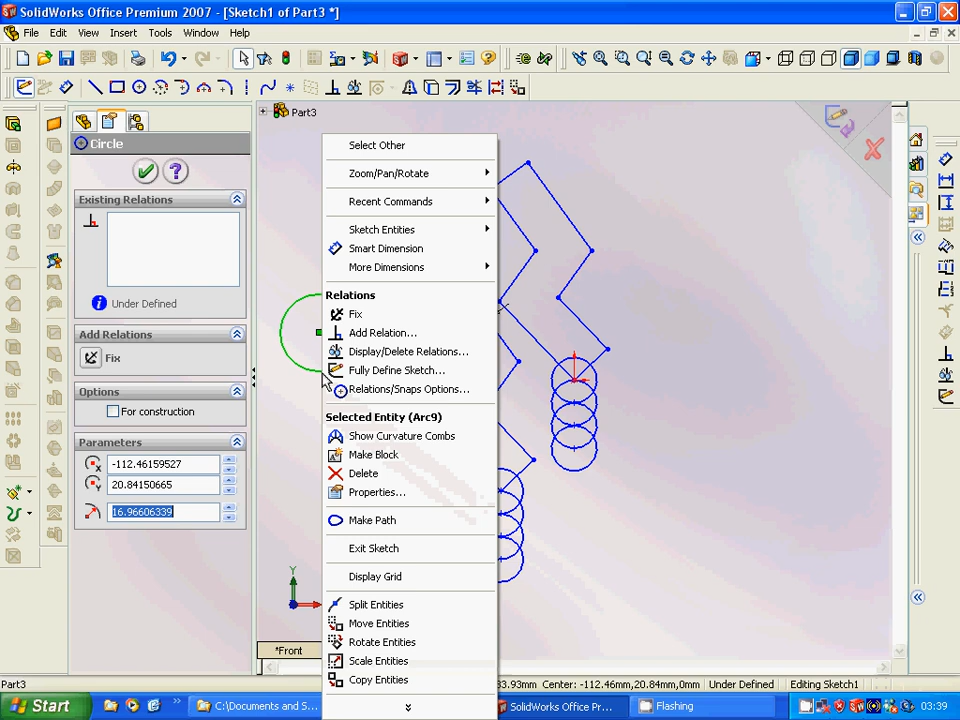 SolidWorks Office Premium 2007 - [Sketch1 of Part3 *]
File Edit View Insert Tools Window Help
Part3
Circle
Existing Relations
Under Defined
Add Relations
Fix
Options
For construction
Parameters
-112.46159527
20.84150665
16.96606339
Select Other
Zoom/Pan/Rotate
Recent Commands
Sketch Entities
Smart Dimension
More Dimensions
Relations
Fix
Add Relation...
Display/Delete Relations...
Fully Define Sketch...
Relations/Snaps Options...
Selected Entity (Arc9)
Show Curvature Combs
Make Block
Delete
Properties...
Make Path
Exit Sketch
Display Grid
Split Entities
Move Entities
Rotate Entities
Scale Entities
Copy Entities
Y
*Front
Part3
33.93mm Center: -112.46mm,20.84mm,0mm Under Defined Editing Sketch1
Start
C:\Documents and S...
SolidWorks Office Pr...
Flashing
03:39